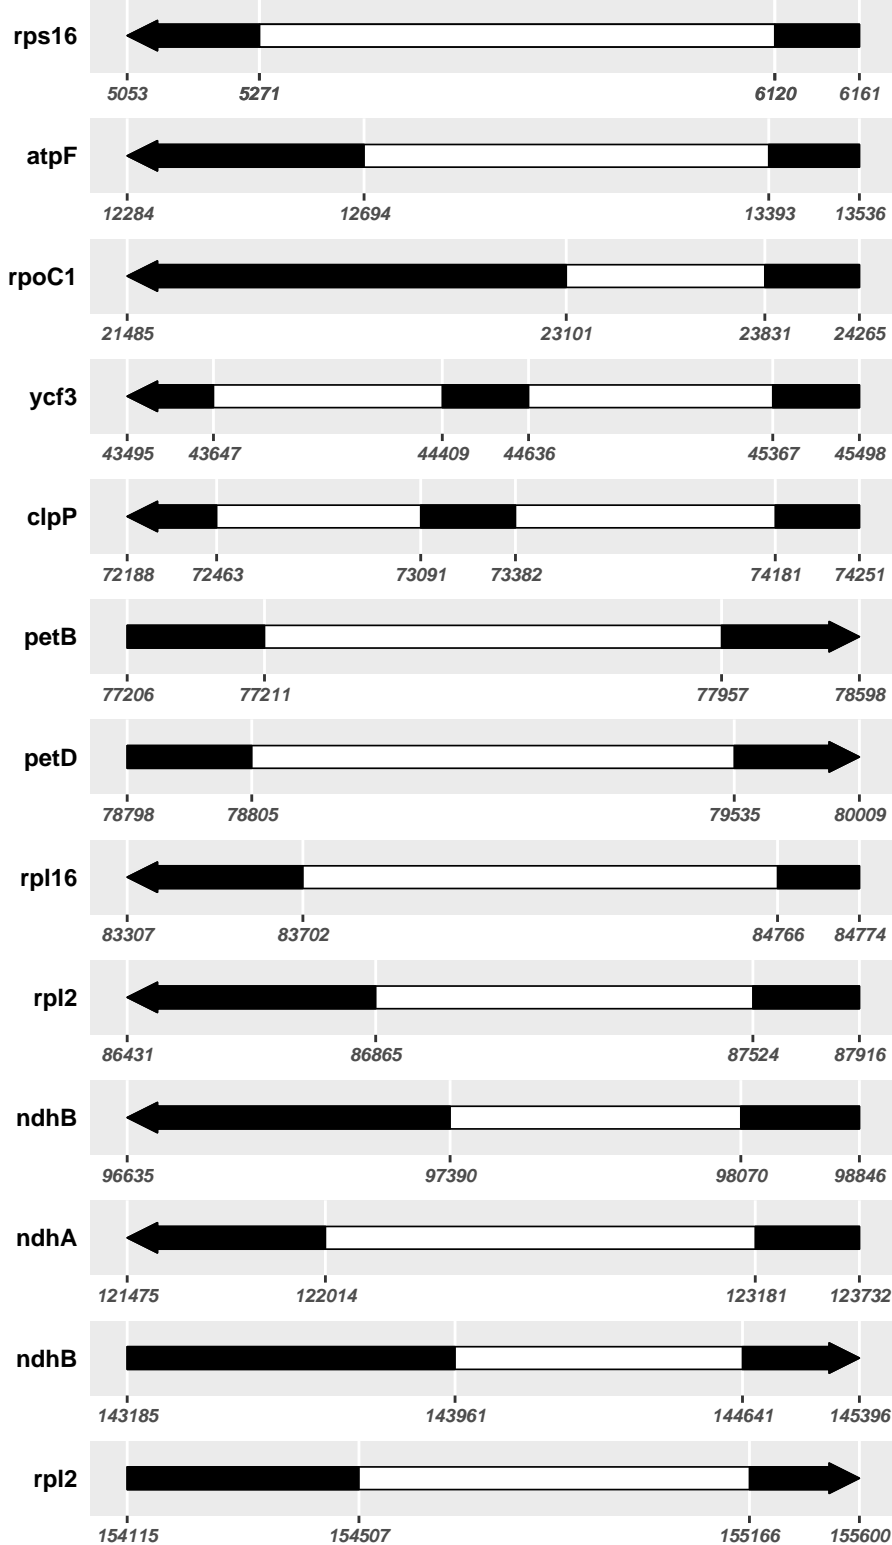 rps16
5053 5271 6120 6161
atpF
12284 12694 13393 13536
rpoC1
21485 23101 23831 24265
ycf3
43495 43647 44409 44636 45367 45498
clpP
72188 72463 73091 73382 74181 74251
petB
77206 77211 77957 78598
petD
78798 78805 79535 80009
rpl16
83307 83702 84766 84774
rpl2
86431 86865 87524 87916
ndhB
96635 97390 98070 98846
ndhA
121475 122014 123181 123732
ndhB
143185 143961 144641 145396
rpl2
154115 154507 155166 155600